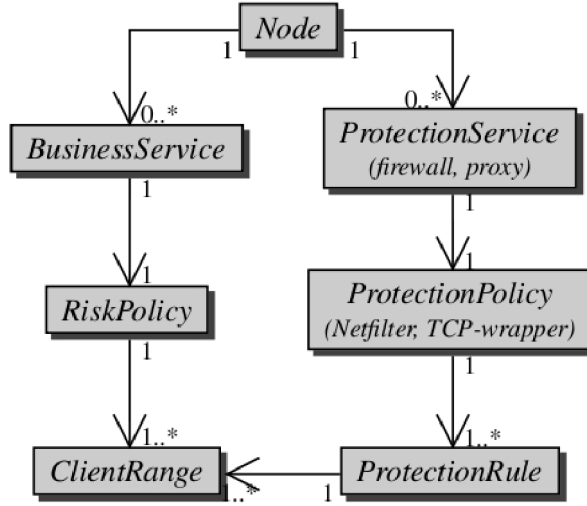 Node
1 1
0..* 0..*
BusinessService
ProtectionService
(firewall, proxy)
1 1
1 1
RiskPolicy
ProtectionPolicy
(Netfilter, TCP-wrapper)
1 1
1..* 1..*
ClientRange
ProtectionRule
1..* 1